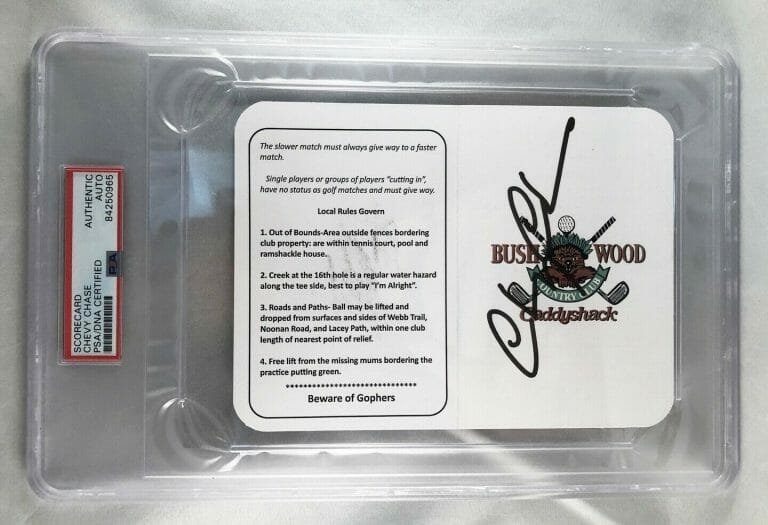 SCORECARD
CHEVY CHASE
PSA/DNA CERTIFIED
AUTHENTIC
AUTO
84250965
PSA
The slower match must always give way to a faster
match.
Single players or groups of players "cutting in",
have no status as golf matches and must give way.
Local Rules Govern
1. Out of Bounds-Area outside fences bordering
club property: are within tennis court, pool and
ramshackle house.
2. Creek at the 16th hole is a regular water hazard
along the tee side, best to play "I'm Alright".
3. Roads and Paths- Ball may be lifted and
dropped from surfaces and sides of Webb Trail,
Noonan Road, and Lacey Path, within one club
length of nearest point of relief.
4. Free lift from the missing mums bordering the
practice putting green.
*******************************
Beware of Gophers
BUSHWOOD
COUNTRY CLUB
Caddyshack